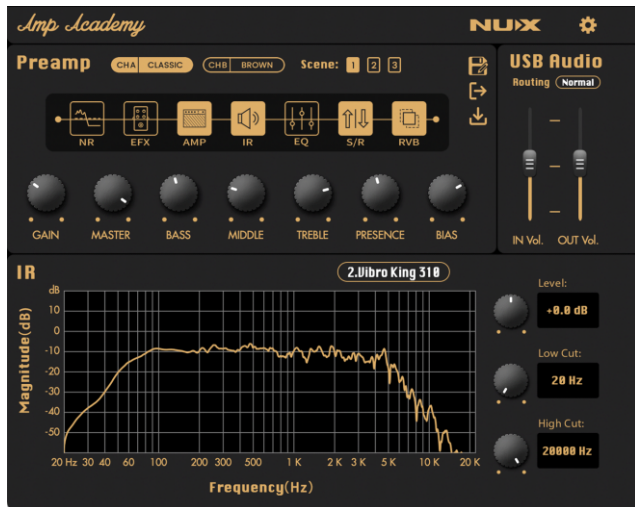 Amp Academy
NUX
Preamp
CHA CLASSIC
CHB BROWN
Scene: 1 2 3
USB Audio
Routing Normal
NR EFX AMP IR EQ S/R RVB
GAIN MASTER BASS MIDDLE TREBLE PRESENCE BIAS
IN Vol. OUT Vol.
IR
2.Vibro King 310
Magnitude(dB)
dB
10
0
-10
-20
-30
-40
-50
20 Hz 30 40 60 100 200 300 500 1 K 2 K 3 K 5 K 10 K 20 K
Frequency(Hz)
Level:
+0.0 dB
Low Cut:
20 Hz
High Cut:
20000 Hz